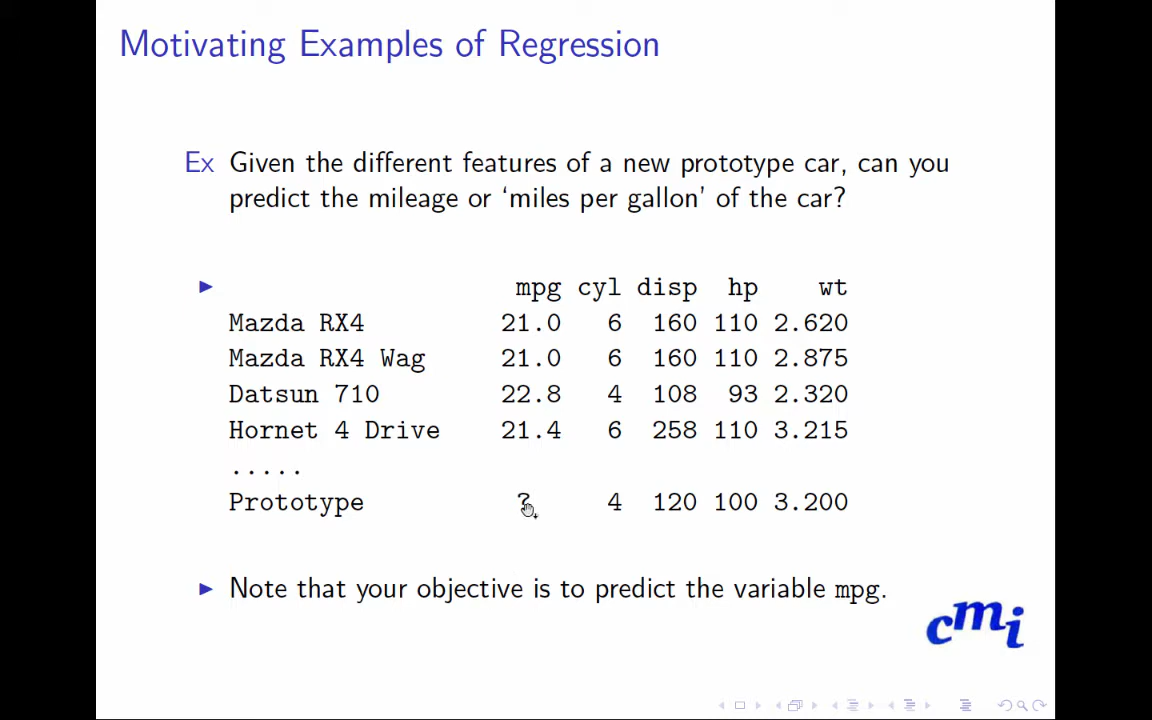 Motivating Examples of Regression
Ex Given the different features of a new prototype car, can you
predict the mileage or ‘miles per gallon’ of the car?
mpg cyl disp hp wt
Mazda RX4 21.0 6 160 110 2.620
Mazda RX4 Wag 21.0 6 160 110 2.875
Datsun 710 22.8 4 108 93 2.320
Hornet 4 Drive 21.4 6 258 110 3.215
.....
Prototype ? 4 120 100 3.200
Note that your objective is to predict the variable mpg.
cmi